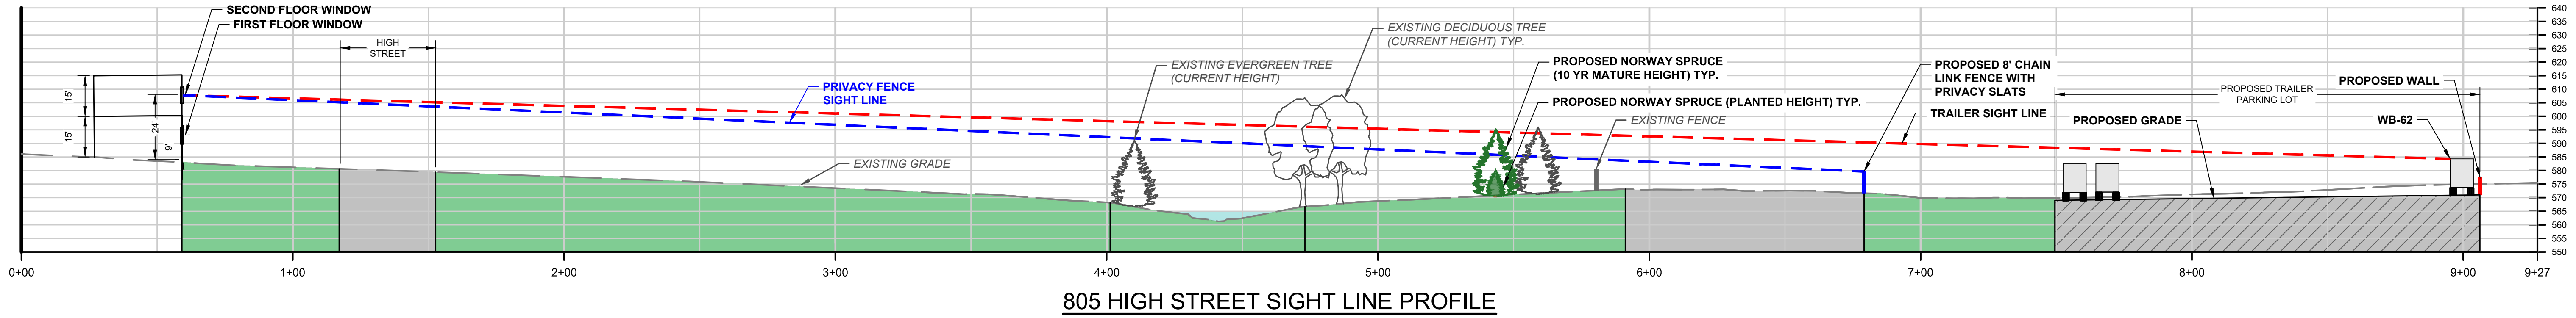 SECOND FLOOR WINDOW
FIRST FLOOR WINDOW
HIGH
STREET
15'
15'
24'
9'
PRIVACY FENCE
SIGHT LINE
EXISTING GRADE
EXISTING EVERGREEN TREE
(CURRENT HEIGHT)
EXISTING DECIDUOUS TREE
(CURRENT HEIGHT) TYP.
PROPOSED NORWAY SPRUCE
(10 YR MATURE HEIGHT) TYP.
PROPOSED NORWAY SPRUCE (PLANTED HEIGHT) TYP.
EXISTING FENCE
PROPOSED 8' CHAIN
LINK FENCE WITH
PRIVACY SLATS
TRAILER SIGHT LINE
PROPOSED GRADE
PROPOSED TRAILER
PARKING LOT
PROPOSED WALL
WB-62
640
635
630
625
620
615
610
605
600
595
590
585
580
575
570
565
560
555
550
0+00
1+00
2+00
3+00
4+00
5+00
6+00
7+00
8+00
9+00
9+27
805 HIGH STREET SIGHT LINE PROFILE